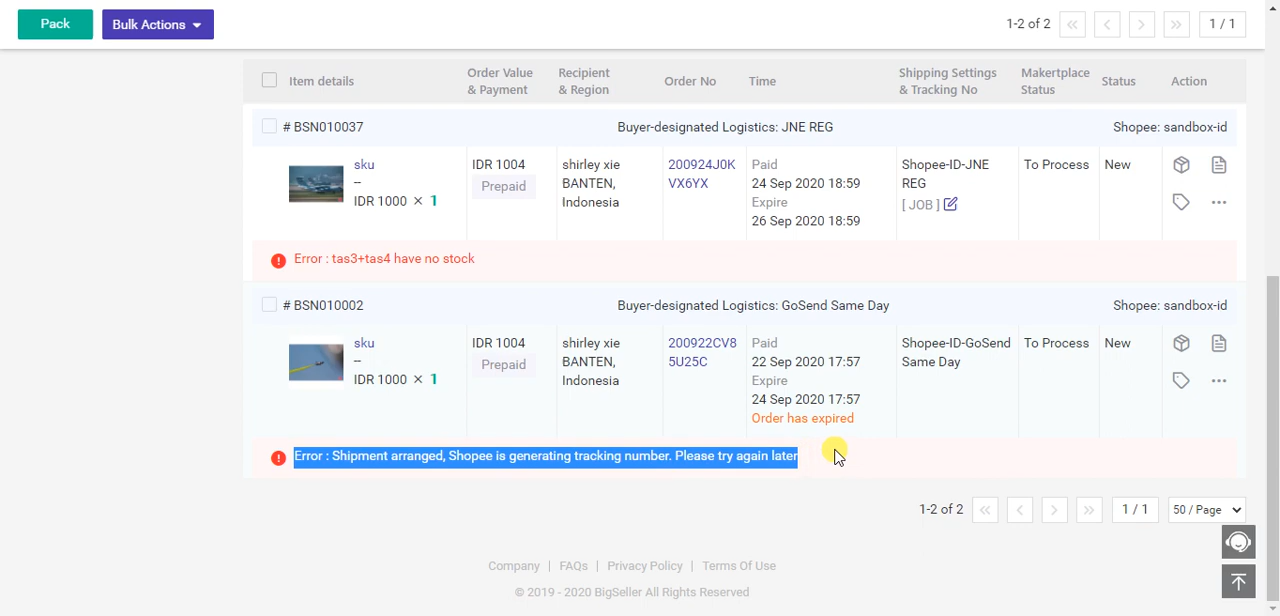 Pack
Bulk Actions
1-2 of 2
1 / 1
Item details
Order Value & Payment
Recipient & Region
Order No
Time
Shipping Settings & Tracking No
Makertplace Status
Status
Action
# BSN010037
Buyer-designated Logistics: JNE REG
Shopee: sandbox-id
sku
--
IDR 1000 × 1
IDR 1004
Prepaid
shirley xie
BANTEN,
Indonesia
200924J0K
VX6YX
Paid
24 Sep 2020 18:59
Expire
26 Sep 2020 18:59
Shopee-ID-JNE
REG
[ JOB ]
To Process
New
Error : tas3+tas4 have no stock
# BSN010002
Buyer-designated Logistics: GoSend Same Day
Shopee: sandbox-id
sku
--
IDR 1000 × 1
IDR 1004
Prepaid
shirley xie
BANTEN,
Indonesia
200922CV8
5U25C
Paid
22 Sep 2020 17:57
Expire
24 Sep 2020 17:57
Order has expired
Shopee-ID-GoSend
Same Day
To Process
New
Error : Shipment arranged, Shopee is generating tracking number. Please try again later
1-2 of 2
1 / 1
50 / Page
Company | FAQs | Privacy Policy | Terms Of Use
© 2019 - 2020 BigSeller All Rights Reserved